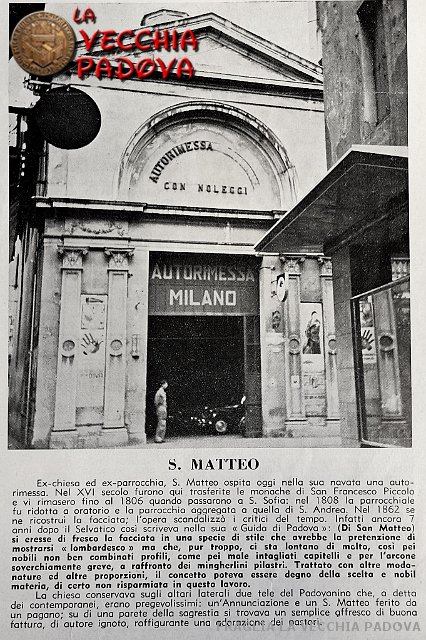 LA
VECCHIA
PADOVA
AUTORIMESSA
CON NOLEGGI
AUTORIMESSA
MILANO
S. MATTEO
Ex-chiesa ed ex-parrocchia, S. Matteo ospita oggi nella sua navata una auto-
rimessa. Nel XVI secolo furono qui trasferite le monache di San Francesco Piccolo
e vi rimasero fino al 1806 quando passarono a S. Sofia; nel 1808 la parrocchiale
fu ridotta a oratorio e la parrocchia aggregata a quella di S. Andrea. Nel 1862 se
ne ricostruì la facciata; l'opera scandalizzò i critici del tempo. Infatti ancora 7
anni dopo il Selvatico così scriveva nella sua « Guida di Padova »: (Di San Matteo)
si eresse di fresco la facciata in una specie di stile che avrebbe la pretensione di
mostrarsi « lombardesco » ma che, pur troppo, ci sta lontano di molto, così pei
nobili non ben combinati profili, come pei male intagliati capitelli e per l'arcone
soverchiamente greve, a raffronto dei mingherlini pilastri. Trattato con altre moda-
nature ed altre proporzioni, il concetto poteva essere degno della scelta e nobil
materia, di certo non risparmiata in questo lavoro.
La chiesa conservava sugli altari laterali due tele del Padovanino che, a detta
dei contemporanei, erano pregevolissimi: un'Annunciazione e un S. Matteo ferito da
un pagano; su di una parete della sagrestia si trovava un semplice affresco di buona
fattura, di autore ignoto, raffigurante una adorazione dei pastori.
GUARDA LA VECCHIA PADOVA